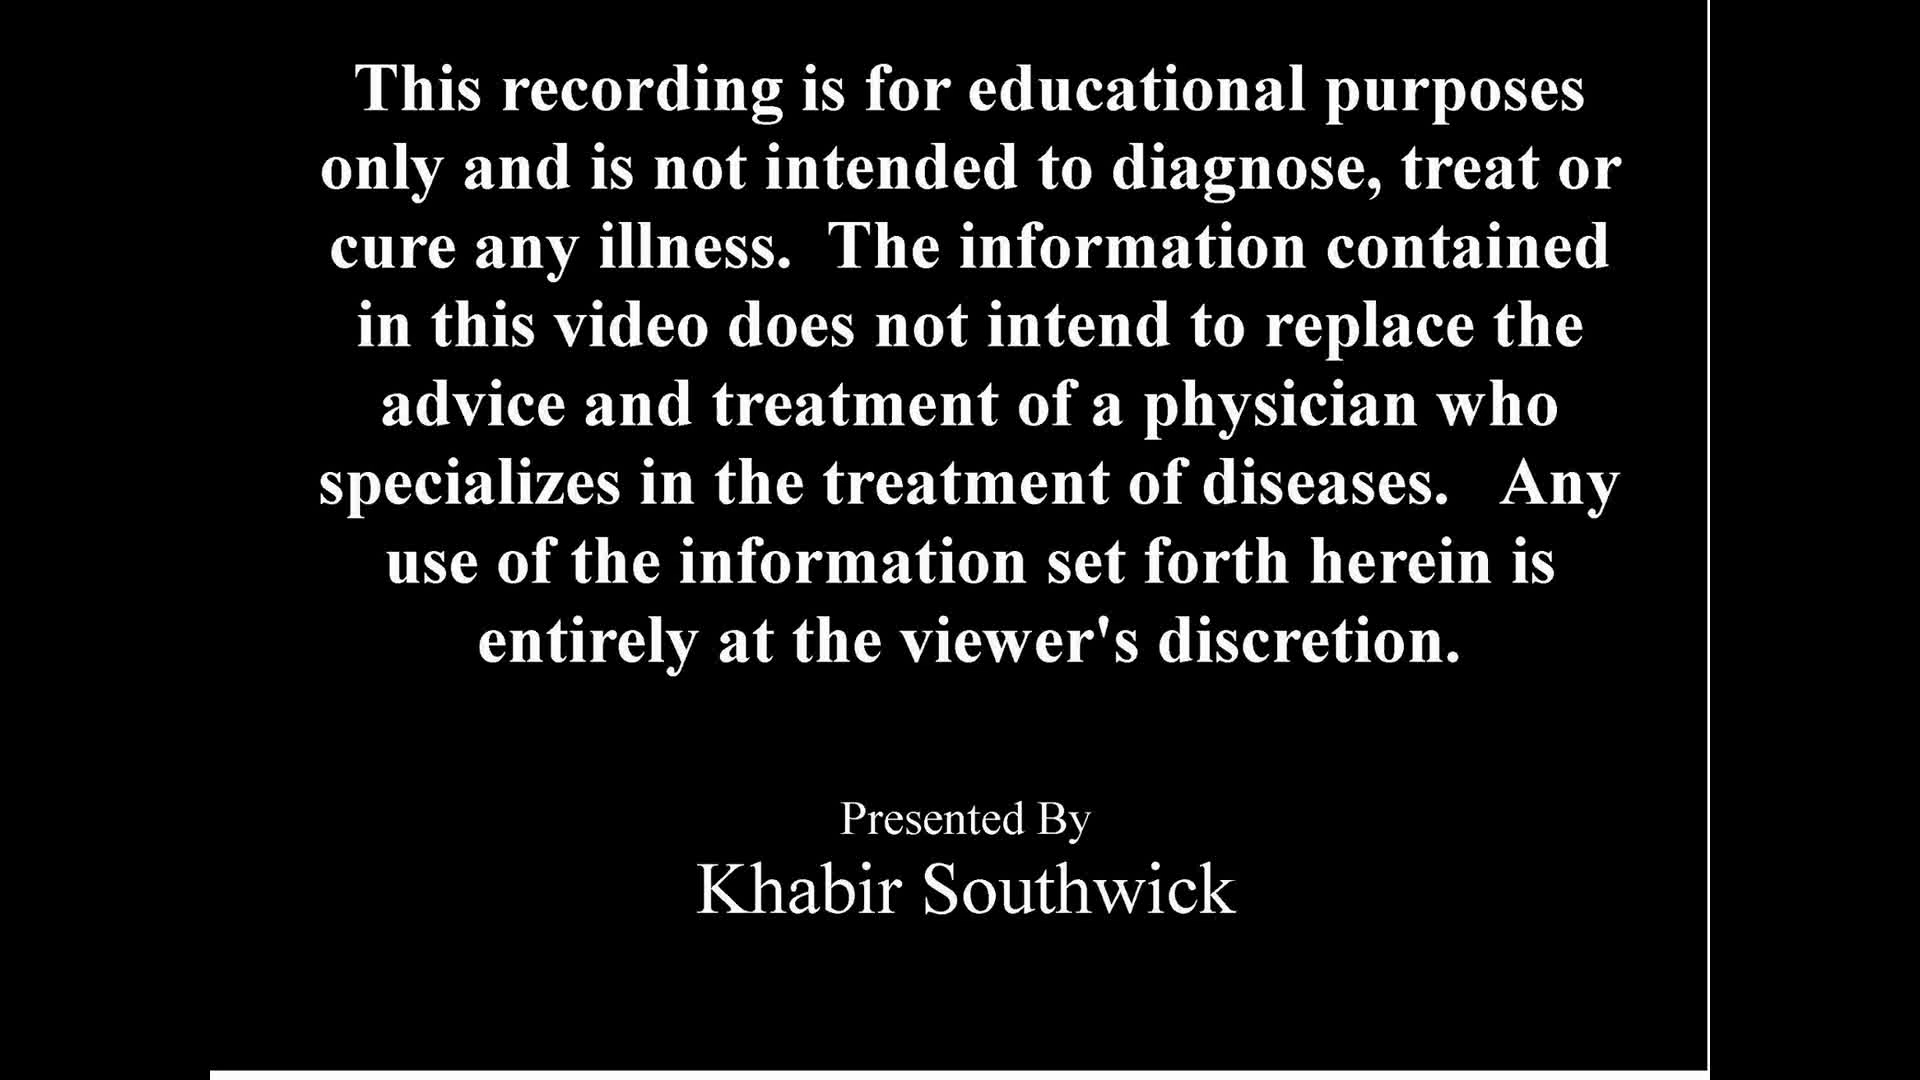 This recording is for educational purposes
only and is not intended to diagnose, treat or
cure any illness.  The information contained
in this video does not intend to replace the
advice and treatment of a physician who
specializes in the treatment of diseases.   Any
use of the information set forth herein is
entirely at the viewer's discretion.
Presented By
Khabir Southwick